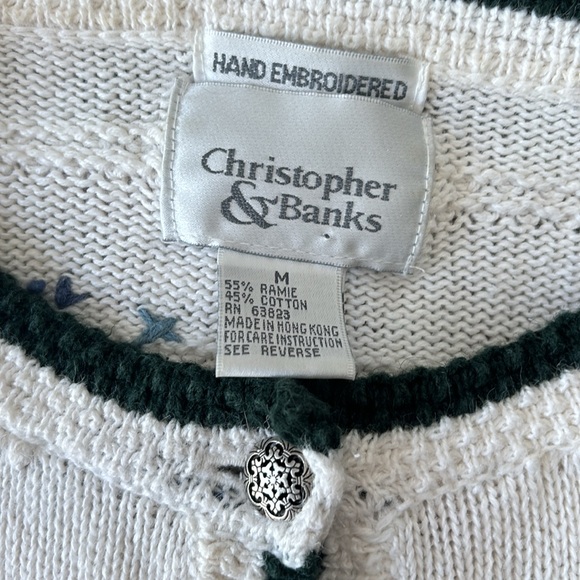 HAND EMBROIDERED
Christopher
& Banks
M
55% RAMIE
45% COTTON
RN 63823
MADE IN HONG KONG
FOR CARE INSTRUCTION
SEE REVERSE